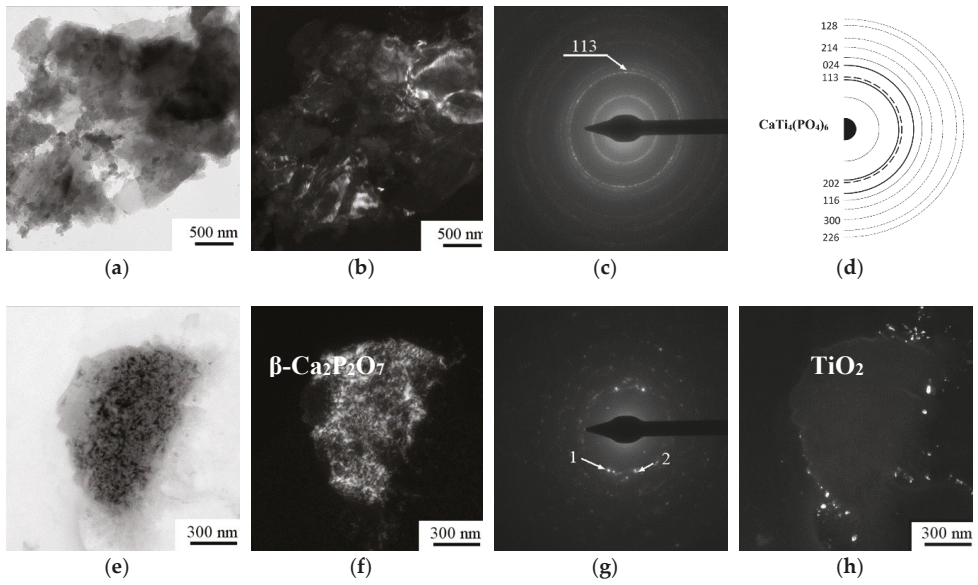 500 nm
500 nm
113
128
214
024
113
CaTi₄(PO₄)₆
202
116
300
226
(a) (b) (c) (d)
β-Ca₂P₂O₇
TiO₂
1 2
300 nm
300 nm
300 nm
(e) (f) (g) (h)